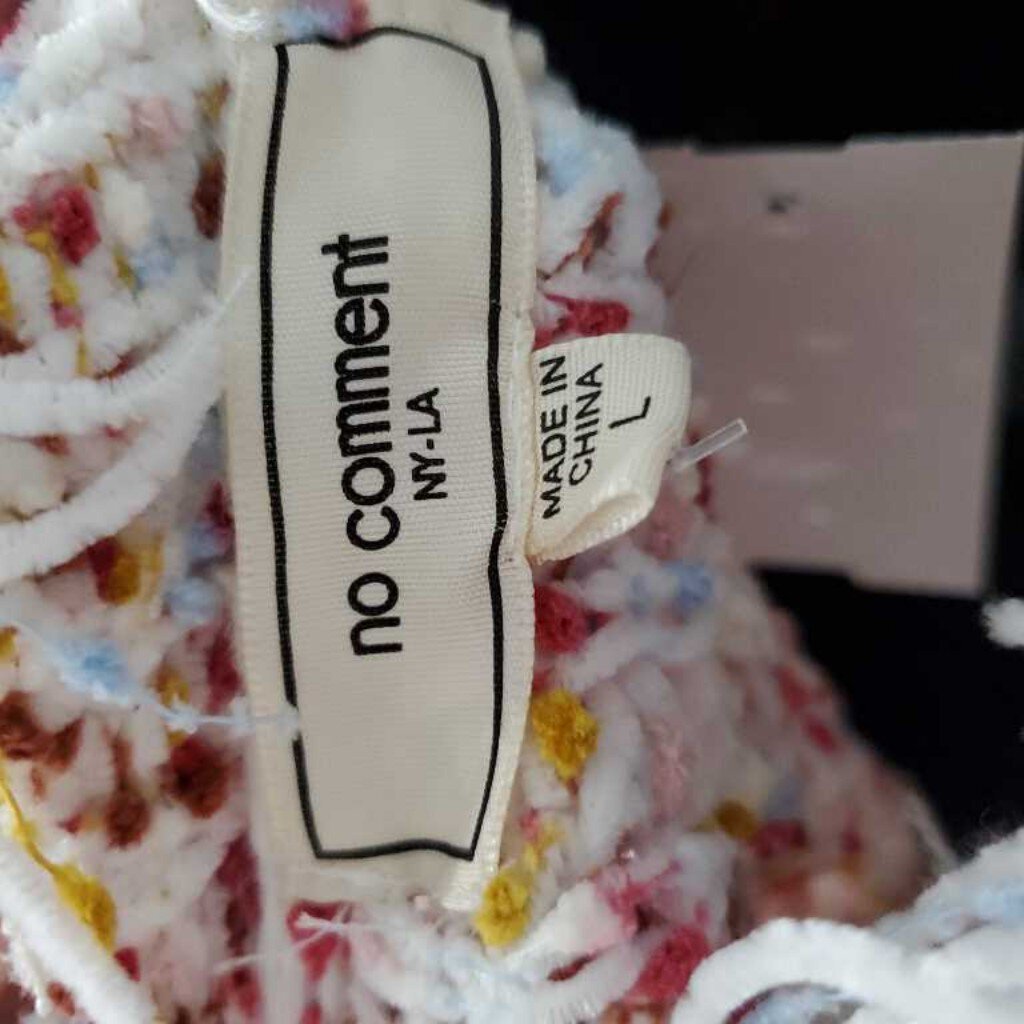 no comment
NY-LA
MADE IN
CHINA
L